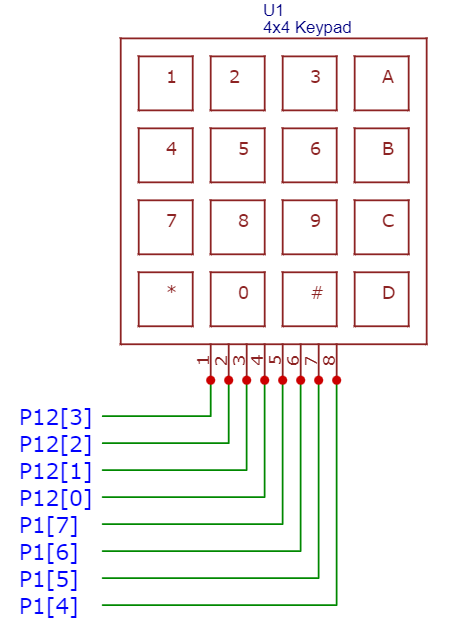 U1
4x4 Keypad
1 2 3 A
4 5 6 B
7 8 9 C
* 0 # D
1 2 3 4 5 6 7 8
P12[3]
P12[2]
P12[1]
P12[0]
P1[7]
P1[6]
P1[5]
P1[4]